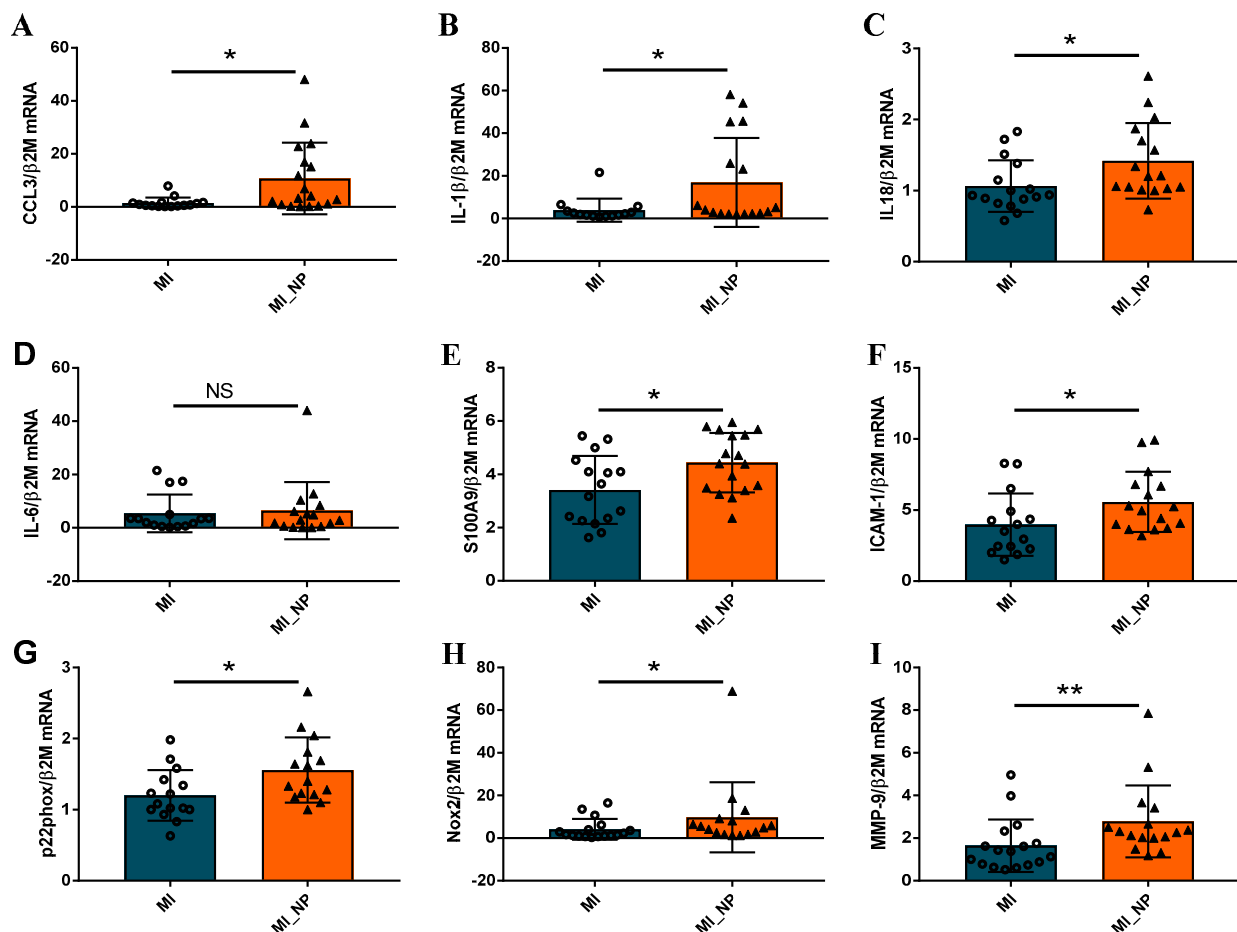 A
CCL3/β2M mRNA
60
40
20
0
-20
*
MI
MI_NP
B
IL-1β/β2M mRNA
80
60
40
20
0
-20
*
MI
MI_NP
C
IL18/β2M mRNA
3
2
1
0
*
MI
MI_NP
D
IL-6/β2M mRNA
60
40
20
0
-20
NS
MI
MI_NP
E
S100A9/β2M mRNA
8
6
4
2
0
*
MI
MI_NP
F
ICAM-1/β2M mRNA
15
10
5
0
*
MI
MI_NP
G
p22phox/β2M mRNA
3
2
1
0
*
MI
MI_NP
H
Nox2/β2M mRNA
80
60
40
20
0
-20
*
MI
MI_NP
I
MMP-9/β2M mRNA
10
8
6
4
2
0
**
MI
MI_NP